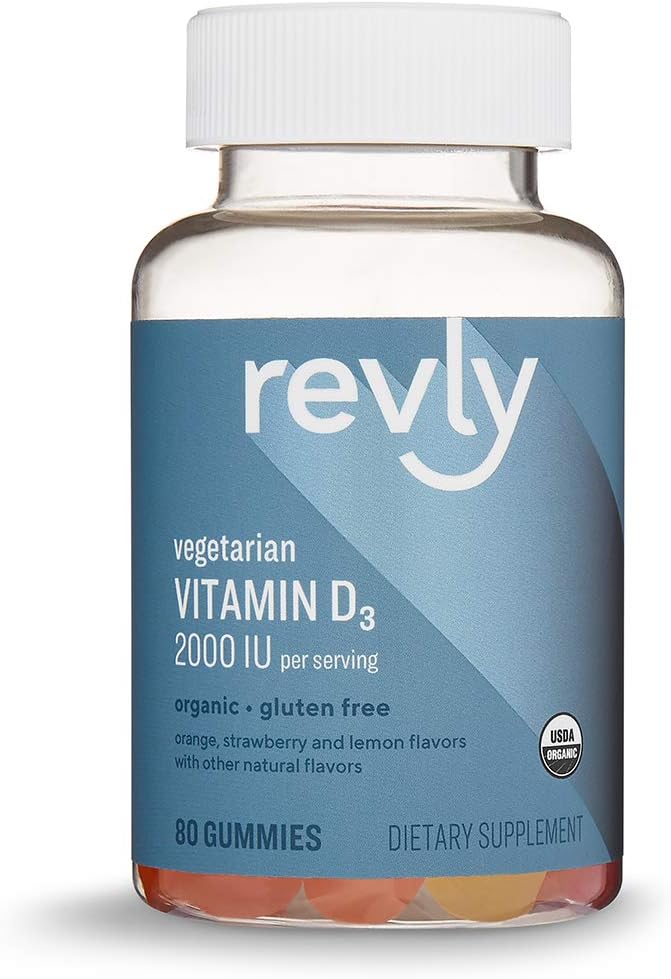 revly
vegetarian
VITAMIN D₃
2000 IU per serving
organic • gluten free
orange, strawberry and lemon flavors
with other natural flavors
USDA
ORGANIC
80 GUMMIES
DIETARY SUPPLEMENT